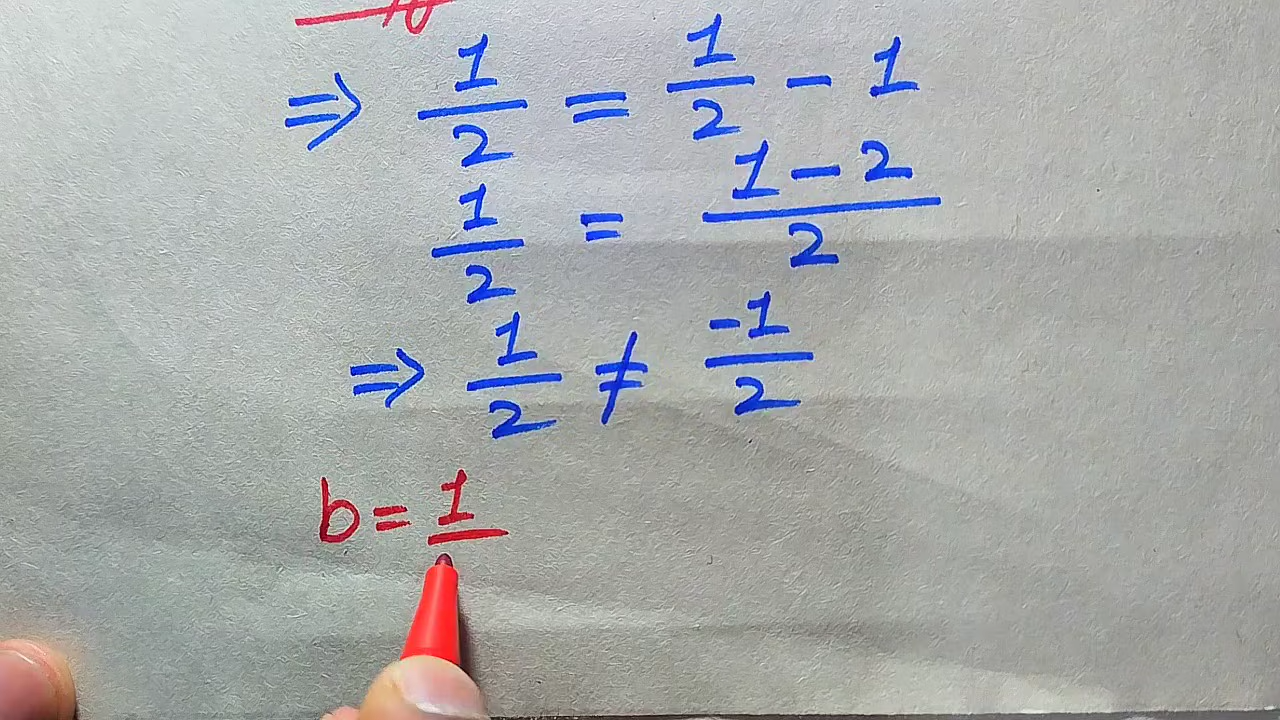 ⇒ 1/2 = 1/2 - 1
1/2 = (1-2)/2
⇒ 1/2 ≠ -1/2
b = 1/